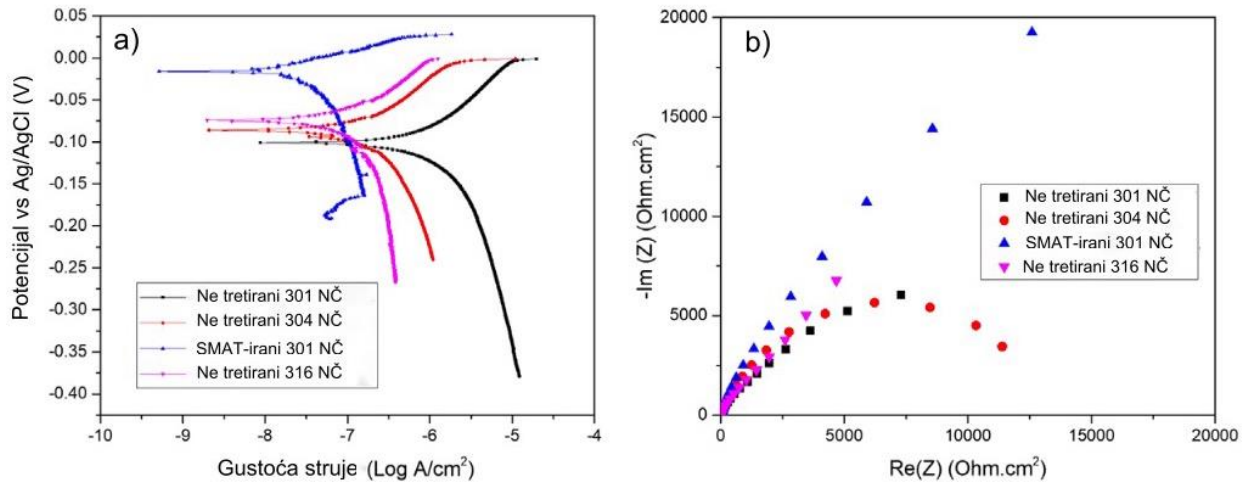 a)
0.05
0.00
-0.05
-0.10
-0.15
-0.20
-0.25
-0.30
-0.35
-0.40
Potencijal vs Ag/AgCl (V)
Ne tretirani 301 NČ
Ne tretirani 304 NČ
SMAT-irani 301 NČ
Ne tretirani 316 NČ
-10 -9 -8 -7 -6 -5 -4
Gustoća struje (Log A/cm²)
b)
-20000
20000
15000
10000
5000
0
-Im (Z) (Ohm.cm²)
Ne tretirani 301 NČ
Ne tretirani 304 NČ
SMAT-irani 301 NČ
Ne tretirani 316 NČ
0 5000 10000 15000 20000
Re(Z) (Ohm.cm²)